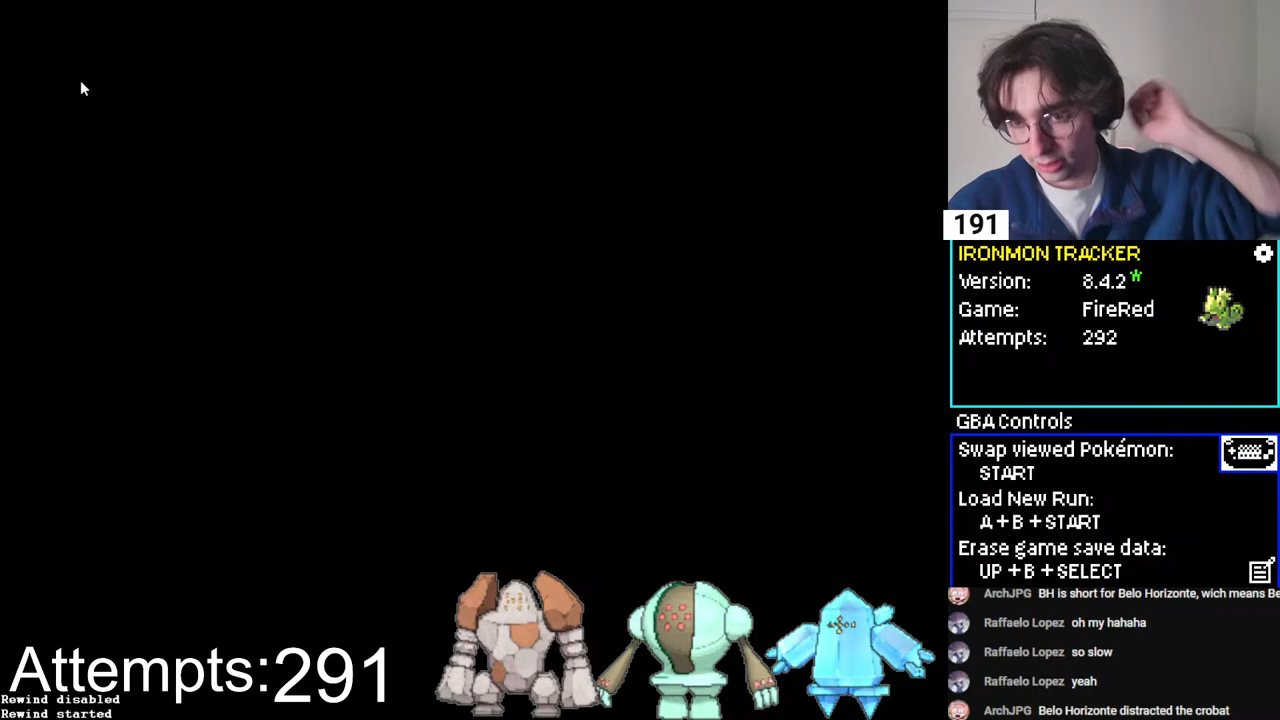 191
IRONMON TRACKER
Version: 8.4.2
Game: FireRed
Attempts: 292
GBA Controls
Swap viewed Pokémon:
START
Load New Run:
A + B + START
Erase game save data:
UP + B + SELECT
ArchJPG BH is short for Belo Horizonte, wich means Be
Raffaelo Lopez oh my hahaha
Raffaelo Lopez so slow
Raffaelo Lopez yeah
ArchJPG Belo Horizonte distracted the crobat
Attempts:291
Rewind disabled
Rewind started